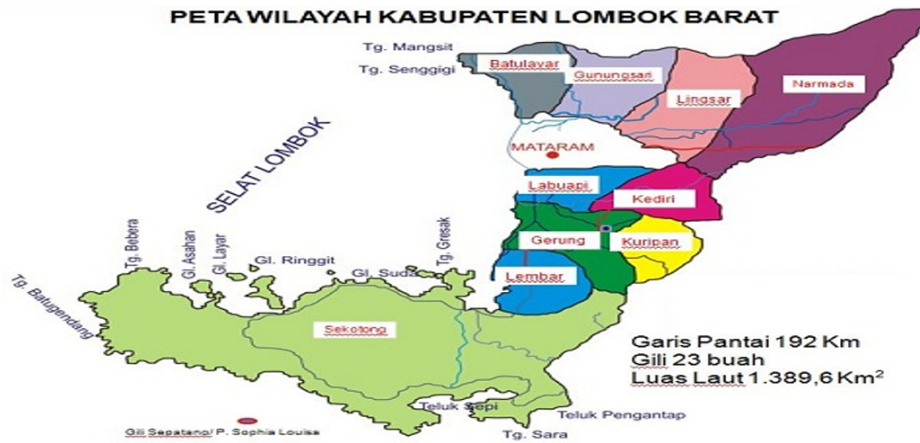 PETA WILAYAH KABUPATEN LOMBOK BARAT
Tg. Mangsit
Tg. Senggigi
Batulayar
Gunungsari
Lingsar
Narmada
MATARAM
SELAT LOMBOK
Labuapi
Kediri
Gerung
Kuripan
Lembar
Tg. Bebera
Gl. Asahan
Gl. Layar
Gl. Ringgit
Gl. Suda
Tg. Gresak
Tg. Batugendang
Sekotong
Garis Pantai 192 Km
Gili 23 buah
Luas Laut 1.389,6 Km²
Teluk Sepi
Teluk Pengantap
Tg. Sara
Gili Sepatang/ P. Sophia Louisa